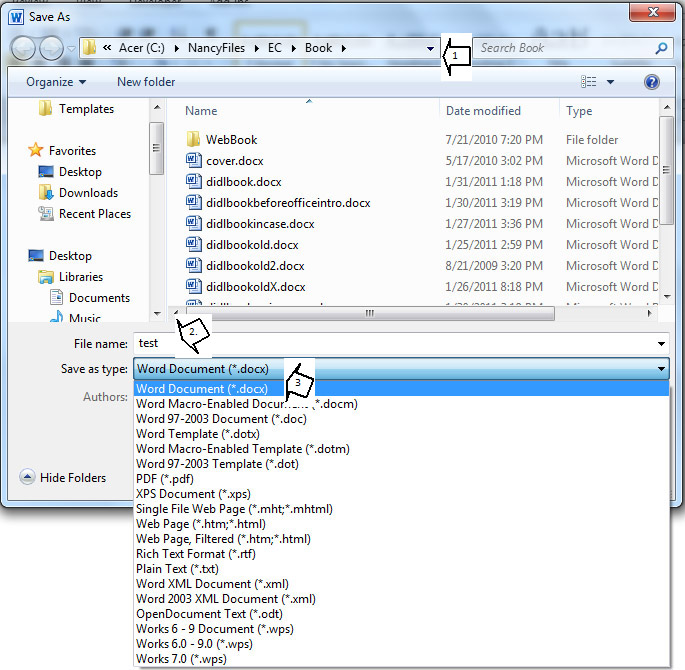 Save As
« Acer (C:) NancyFiles EC Book
1
Search Book
Organize New folder
Templates
Favorites
Desktop
Downloads
Recent Places
Desktop
Libraries
Documents
Music
Name Date modified Type
WebBook 7/21/2010 7:20 PM File folder
cover.docx 5/17/2010 3:02 PM Microsoft Word D
didlbook.docx 1/31/2011 1:18 PM Microsoft Word D
didlbookbeforeofficeintro.docx 1/30/2011 3:19 PM Microsoft Word D
didlbookincase.docx 1/27/2011 3:36 PM Microsoft Word D
didlbookold.docx 1/25/2011 2:59 PM Microsoft Word D
didlbookold2.docx 8/21/2009 3:20 PM Microsoft Word D
didlbookoldX.docx 1/26/2011 8:18 PM Microsoft Word D
2.
File name: test
Save as type: Word Document (*.docx)
3
Authors:
Hide Folders
Word Document (*.docx)
Word Macro-Enabled Docum (*.docm)
Word 97-2003 Document (*.doc)
Word Template (*.dotx)
Word Macro-Enabled Template (*.dotm)
Word 97-2003 Template (*.dot)
PDF (*.pdf)
XPS Document (*.xps)
Single File Web Page (*.mht;*.mhtml)
Web Page (*.htm;*.html)
Web Page, Filtered (*.htm;*.html)
Rich Text Format (*.rtf)
Plain Text (*.txt)
Word XML Document (*.xml)
Word 2003 XML Document (*.xml)
OpenDocument Text (*.odt)
Works 6 - 9 Document (*.wps)
Works 6.0 - 9.0 (*.wps)
Works 7.0 (*.wps)